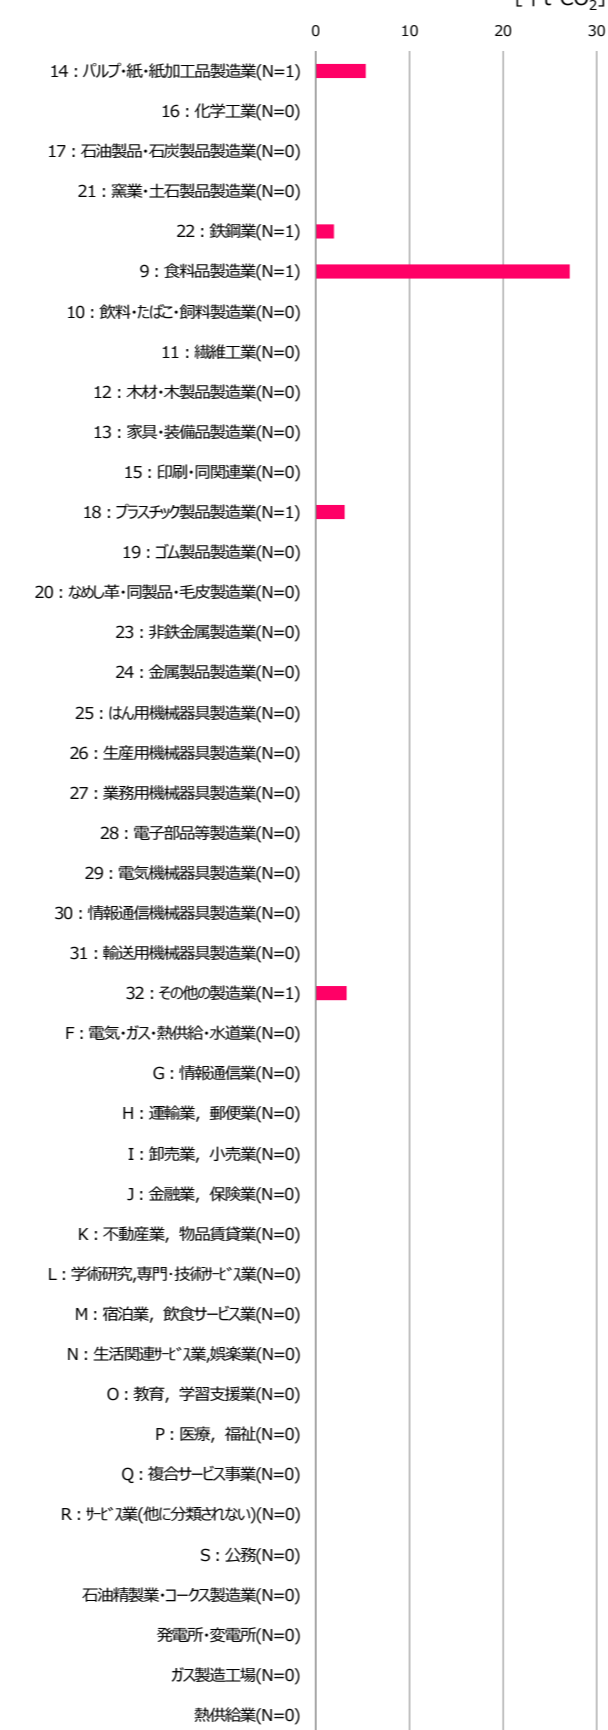 [千t-CO₂]
0 10 20 30
14：パルプ・紙・紙加工品製造業(N=1)
16：化学工業(N=0)
17：石油製品・石炭製品製造業(N=0)
21：窯業・土石製品製造業(N=0)
22：鉄鋼業(N=1)
9：食料品製造業(N=1)
10：飲料・たばこ・飼料製造業(N=0)
11：繊維工業(N=0)
12：木材・木製品製造業(N=0)
13：家具・装備品製造業(N=0)
15：印刷・同関連業(N=0)
18：プラスチック製品製造業(N=1)
19：ゴム製品製造業(N=0)
20：なめし革・同製品・毛皮製造業(N=0)
23：非鉄金属製造業(N=0)
24：金属製品製造業(N=0)
25：はん用機械器具製造業(N=0)
26：生産用機械器具製造業(N=0)
27：業務用機械器具製造業(N=0)
28：電子部品等製造業(N=0)
29：電気機械器具製造業(N=0)
30：情報通信機械器具製造業(N=0)
31：輸送用機械器具製造業(N=0)
32：その他の製造業(N=1)
F：電気・ガス・熱供給・水道業(N=0)
G：情報通信業(N=0)
H：運輸業，郵便業(N=0)
I：卸売業，小売業(N=0)
J：金融業，保険業(N=0)
K：不動産業，物品賃貸業(N=0)
L：学術研究,専門・技術ｻｰﾋﾞｽ業(N=0)
M：宿泊業，飲食サービス業(N=0)
N：生活関連ｻｰﾋﾞｽ業,娯楽業(N=0)
O：教育，学習支援業(N=0)
P：医療，福祉(N=0)
Q：複合サービス事業(N=0)
R：ｻｰﾋﾞｽ業(他に分類されない)(N=0)
S：公務(N=0)
石油精製業・コークス製造業(N=0)
発電所・変電所(N=0)
ガス製造工場(N=0)
熱供給業(N=0)